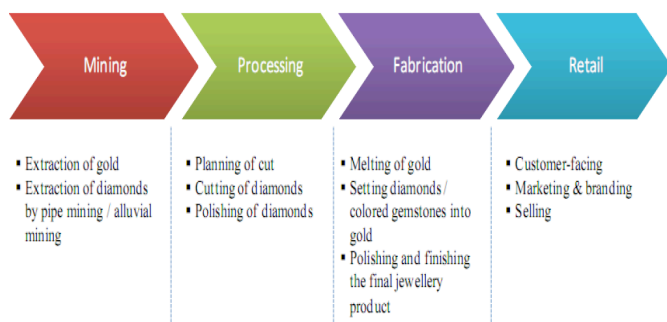 Mining
Processing
Fabrication
Retail
▪ Extraction of gold
▪ Extraction of diamonds
by pipe mining / alluvial
mining
▪ Planning of cut
▪ Cutting of diamonds
▪ Polishing of diamonds
▪ Melting of gold
▪ Setting diamonds /
colored gemstones into
gold
▪ Polishing and finishing
the final jewellery
product
▪ Customer-facing
▪ Marketing & branding
▪ Selling